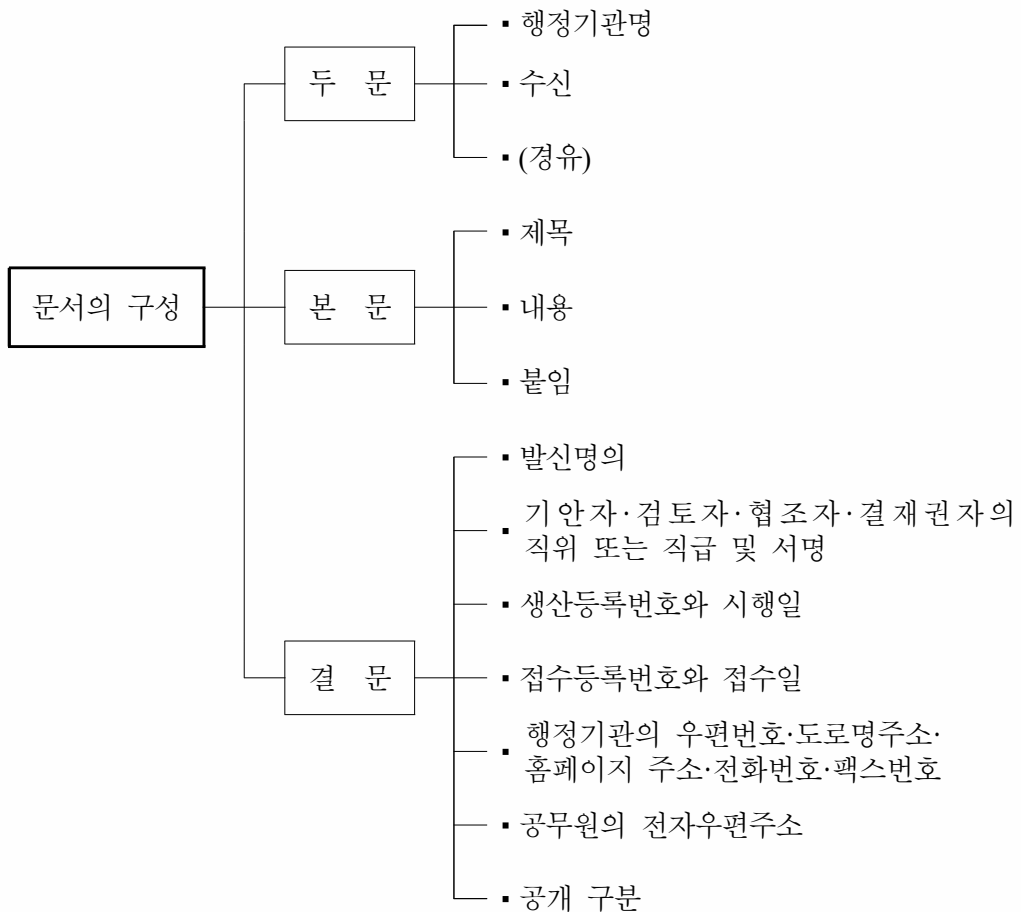 문서의 구성
두 문
▪ 행정기관명
▪ 수신
▪ (경유)
본 문
▪ 제목
▪ 내용
▪ 붙임
결 문
▪ 발신명의
▪ 기안자·검토자·협조자·결재권자의
직위 또는 직급 및 서명
▪ 생산등록번호와 시행일
▪ 접수등록번호와 접수일
▪ 행정기관의 우편번호·도로명주소·
홈페이지 주소·전화번호·팩스번호
▪ 공무원의 전자우편주소
▪ 공개 구분